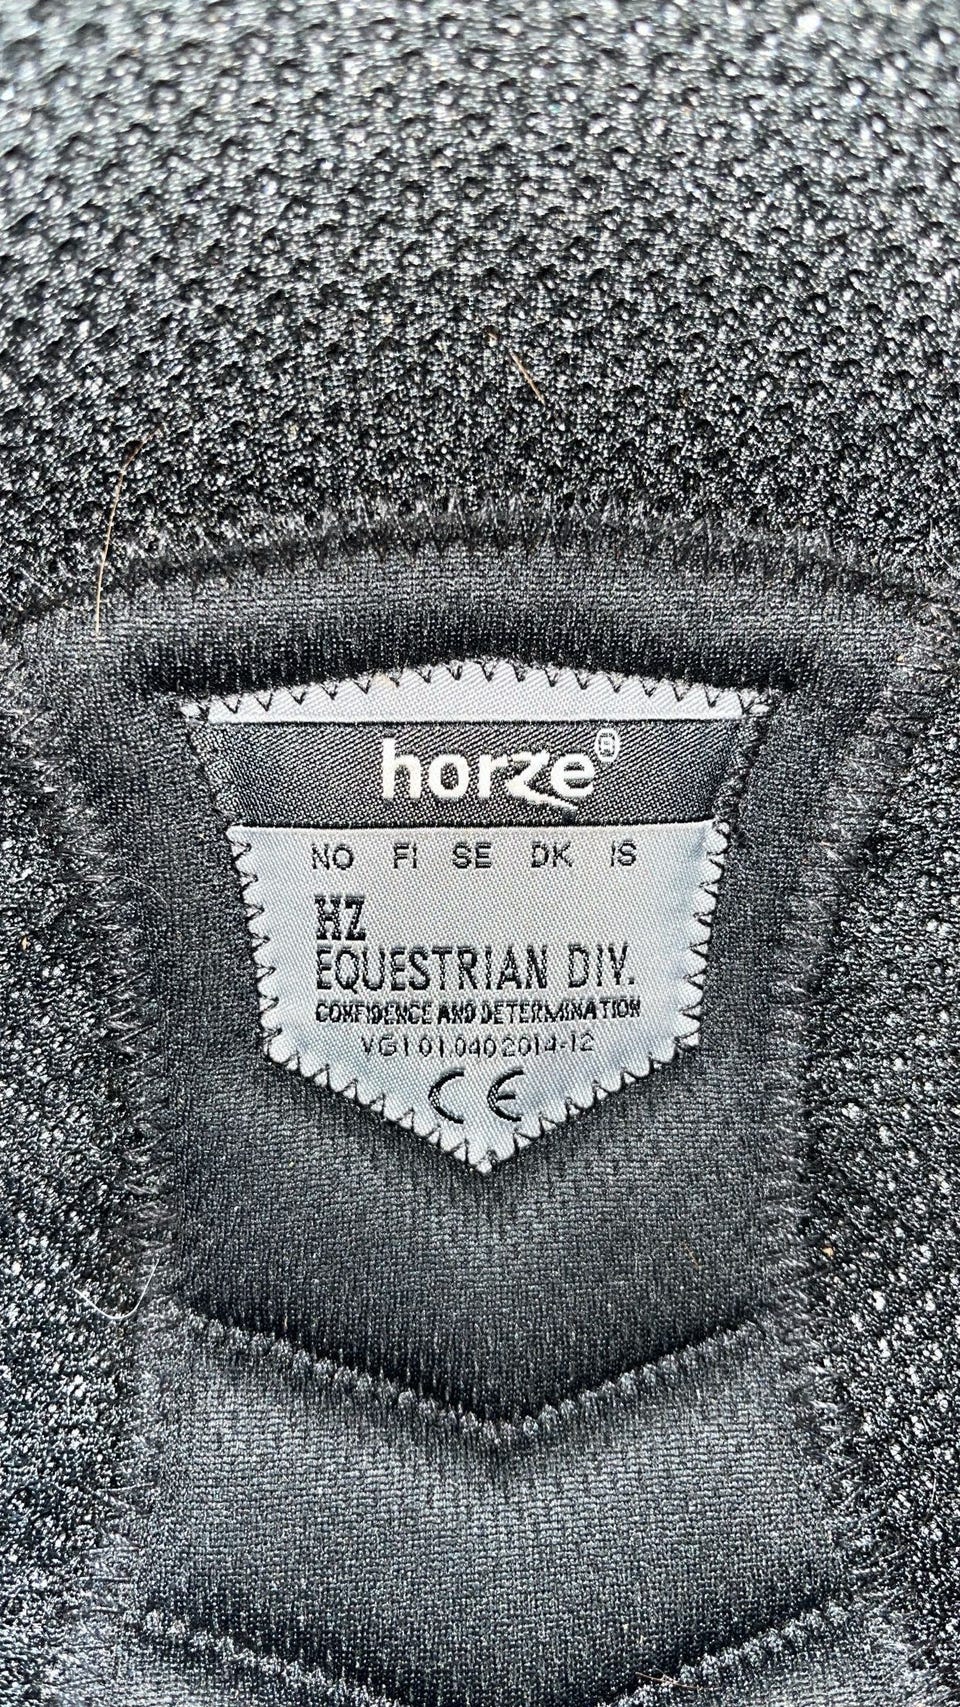 horze®
NO FI SE DK IS
HZ
EQUESTRIAN DIV.
CONFIDENCE AND DETERMINATION
VG1 01.040 2014-12
CE